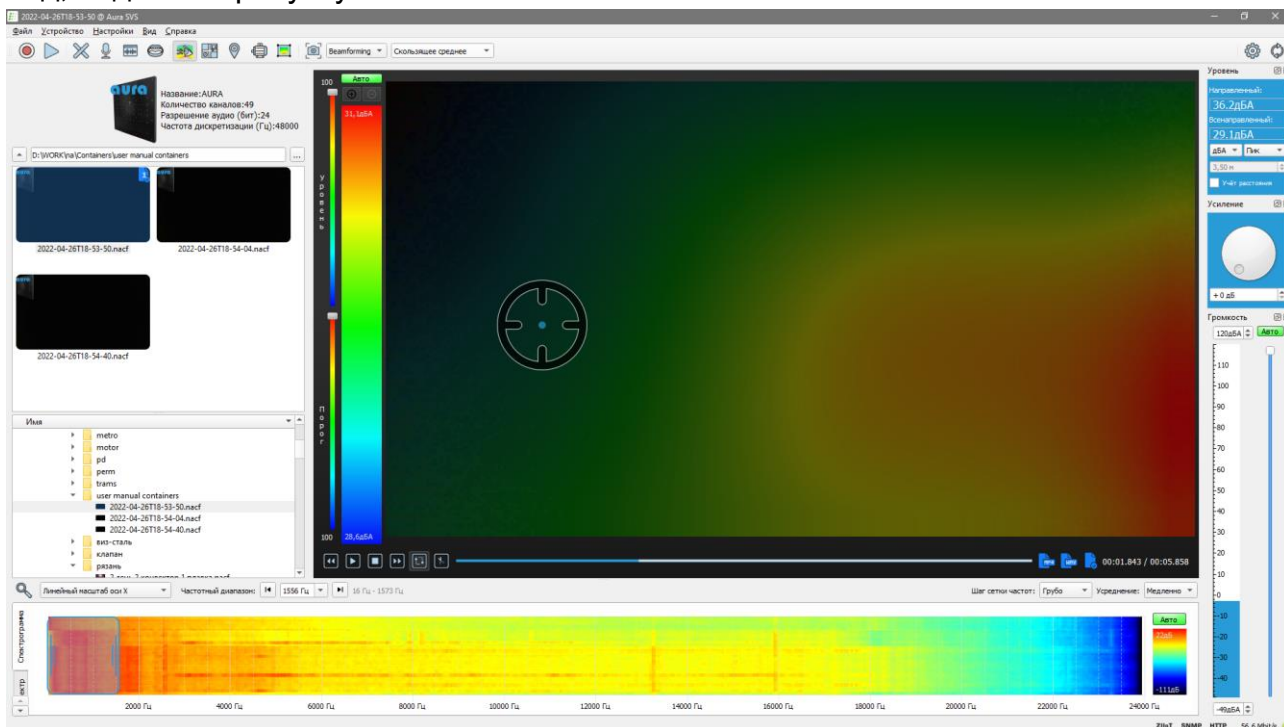 2022-04-26T18-53-50 @ Aura SVS
Файл Устройство Настройки Вид Справка
Beamforming
Скользящее среднее
aura
Название:AURA
Количество каналов:49
Разрешение аудио (бит):24
Частота дискретизации (Гц):48000
D:\WORK\na\Containers\user manual containers
...
1
2022-04-26T18-53-50.nacf
2022-04-26T18-54-04.nacf
2022-04-26T18-54-40.nacf
Имя
metro
motor
pd
perm
trams
user manual containers
2022-04-26T18-53-50.nacf
2022-04-26T18-54-04.nacf
2022-04-26T18-54-40.nacf
виз-сталь
клапан
рязань
100
Уровень
Порог
100
Авто
31,1дБА
28,6дБА
00:01.843 / 00:05.858
Уровень
Направленный:
36.2дБА
Всенаправленный:
29.1дБА
дБА
Пик
3,50 м
Учёт расстояния
Усиление
+ 0 дБ
Громкость
120дБА
Авто
110
100
90
80
70
60
50
40
30
20
10
0
-10
-20
-30
-40
-49дБА
Линейный масштаб оси X
Частотный диапазон:
1556 Гц
16 Гц - 1573 Гц
Шаг сетки частот:
Грубо
Усреднение:
Медленно
Спектрограмма
Авто
-111дБ
2000 Гц
4000 Гц
6000 Гц
8000 Гц
10000 Гц
12000 Гц
14000 Гц
16000 Гц
18000 Гц
20000 Гц
22000 Гц
24000 Гц
SNMP
HTTP